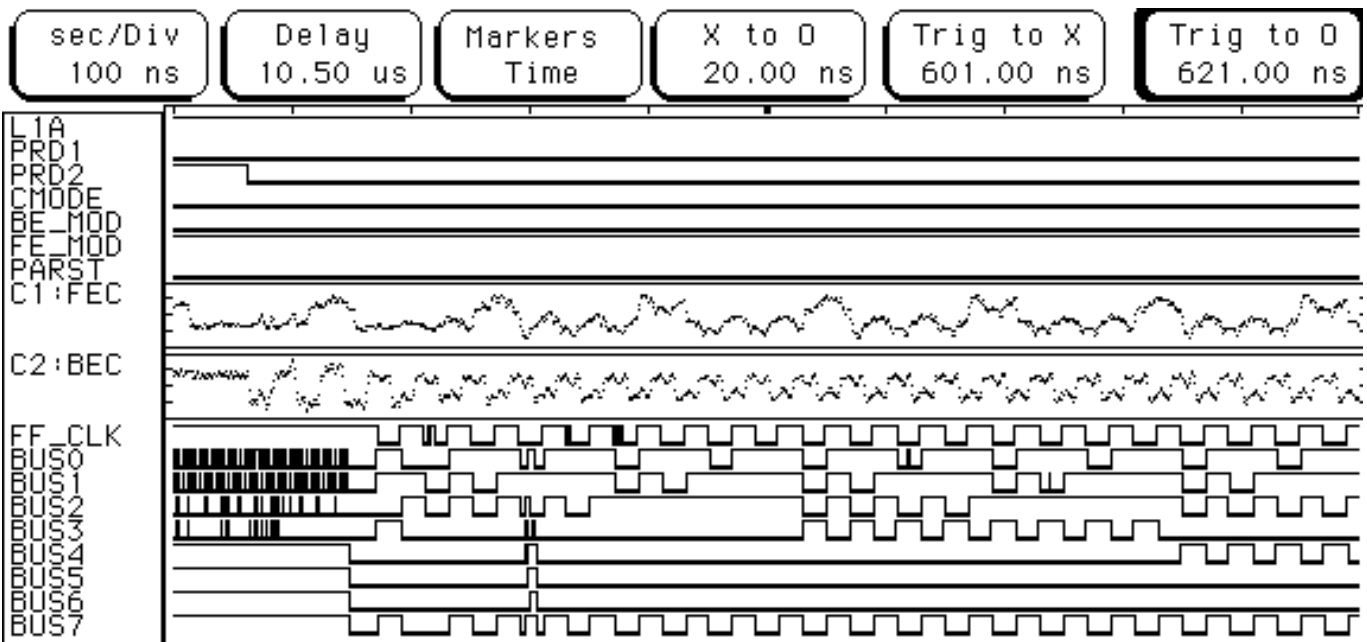 sec/Div Delay Markers X to O Trig to X Trig to O
100 ns 10.50 us Time 20.00 ns 601.00 ns 621.00 ns
L1A
PRD1
PRD2
CMODE
BE_MOD
FE_MOD
PARST
C1:FEC
C2:BEC
FF_CLK
BUS0
BUS1
BUS2
BUS3
BUS4
BUS5
BUS6
BUS7